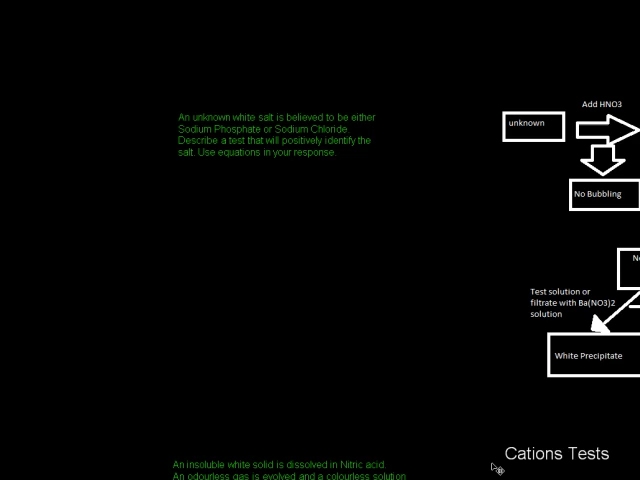 Add HNO3
unknown
An unknown white salt is believed to be either
Sodium Phosphate or Sodium Chloride.
Describe a test that will positively identify the
salt. Use equations in your response.
No Bubbling
Test solution or
filtrate with Ba(NO3)2
solution
White Precipitate
Cations Tests
An insoluble white solid is dissolved in Nitric acid.
An odourless gas is evolved and a colourless solution